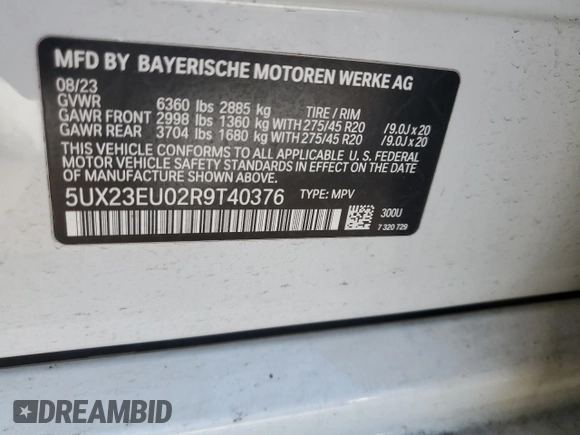 MFD BY BAYERISCHE MOTOREN WERKE AG
08/23
GVWR 6360 lbs 2885 kg TIRE / RIM
GAWR FRONT 2998 lbs 1360 kg WITH 275/45 R20 /9.0J x 20
GAWR REAR 3704 lbs 1680 kg WITH 275/45 R20 /9.0J x 20
THIS VEHICLE CONFORMS TO ALL APPLICABLE U. S. FEDERAL
MOTOR VEHICLE SAFETY STANDARDS IN EFFECT ON THE DATE OF
MANUFACTURE SHOWN ABOVE.
5UX23EU02R9T40376 TYPE: MPV
300U
7 320 729
DREAMBID